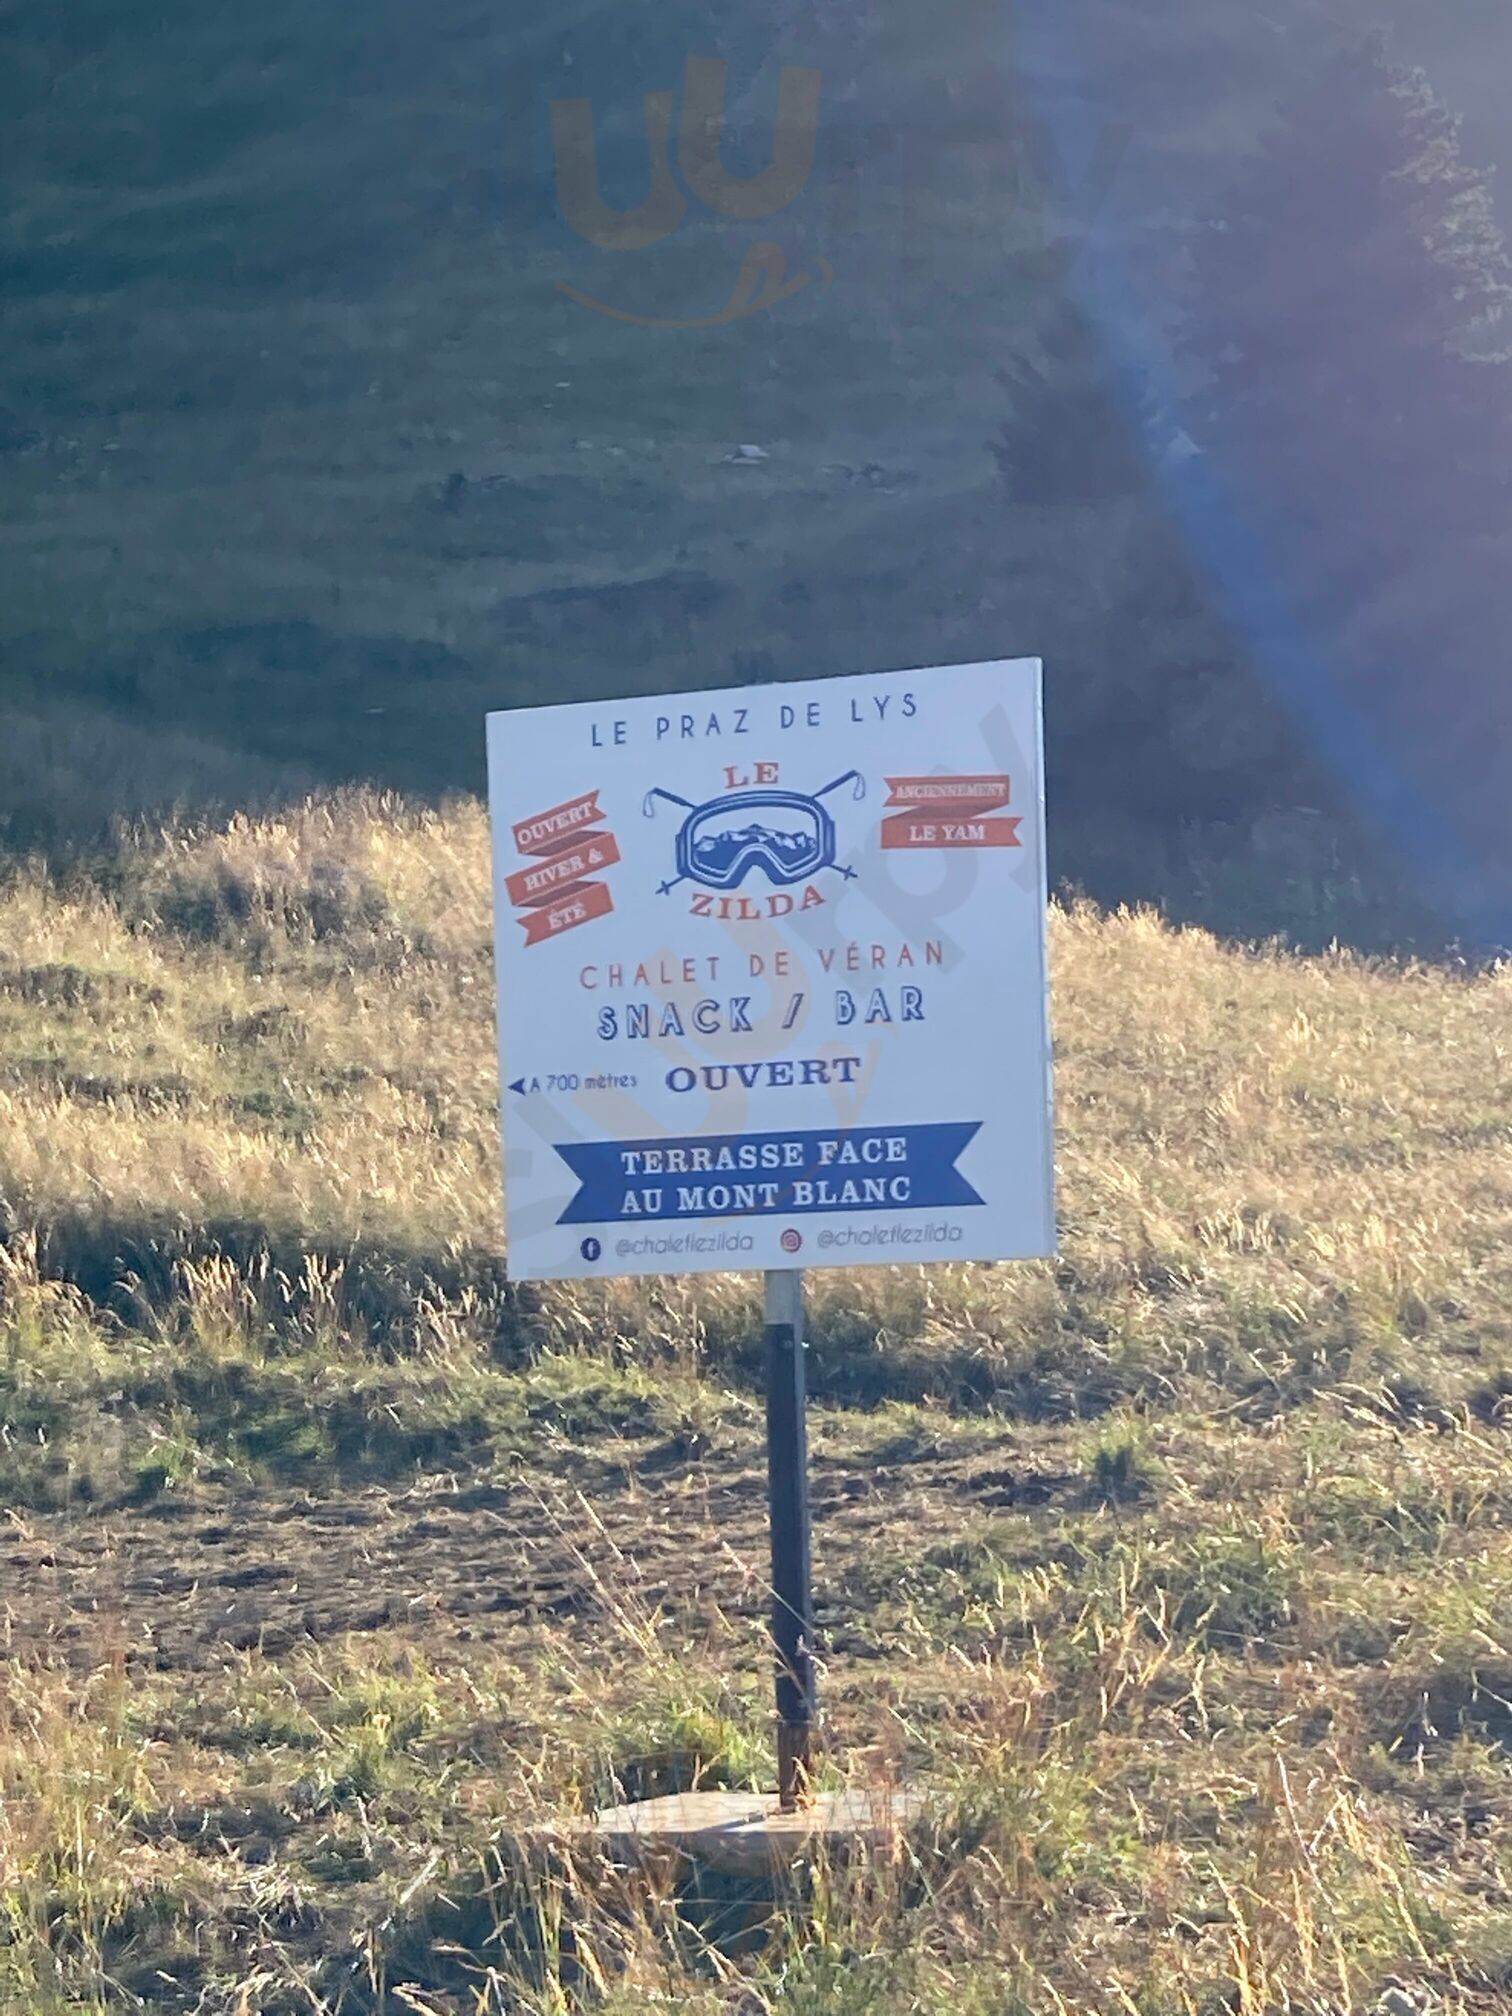 LE PRAZ DE LYS
LE
ZILDA
OUVERT
HIVER &
ÉTÉ
ANCIENNEMENT
LE YAM
CHALET DE VÉRAN
SNACK / BAR
A 700 mètres OUVERT
TERRASSE FACE
AU MONT BLANC
@chaletlezilda @chaletlezilda